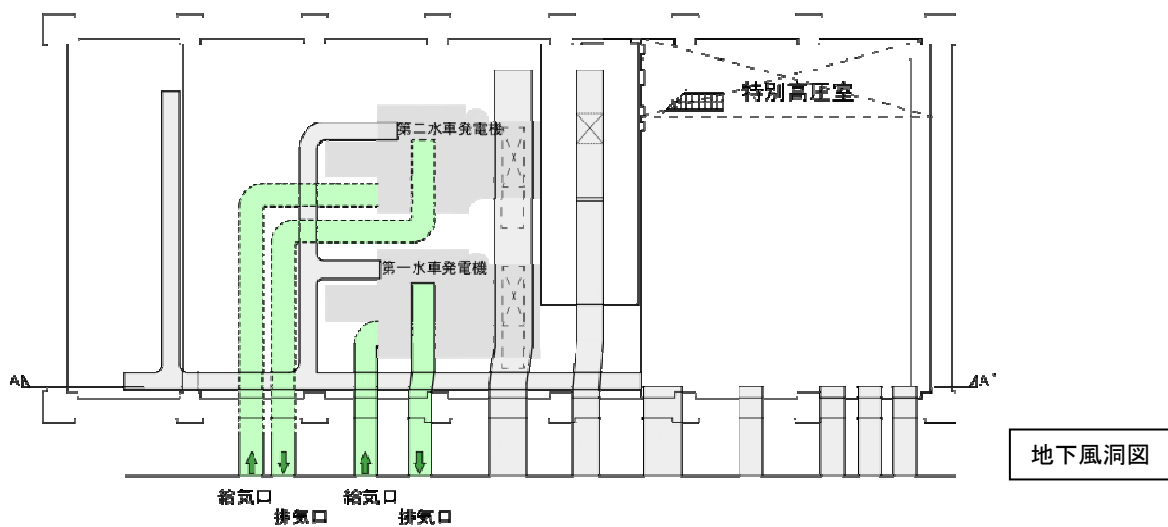 特別高圧室
第二水車発電機
第一水車発電機
A
A'
地下風洞図
給気口
給気口
排気口
排気口